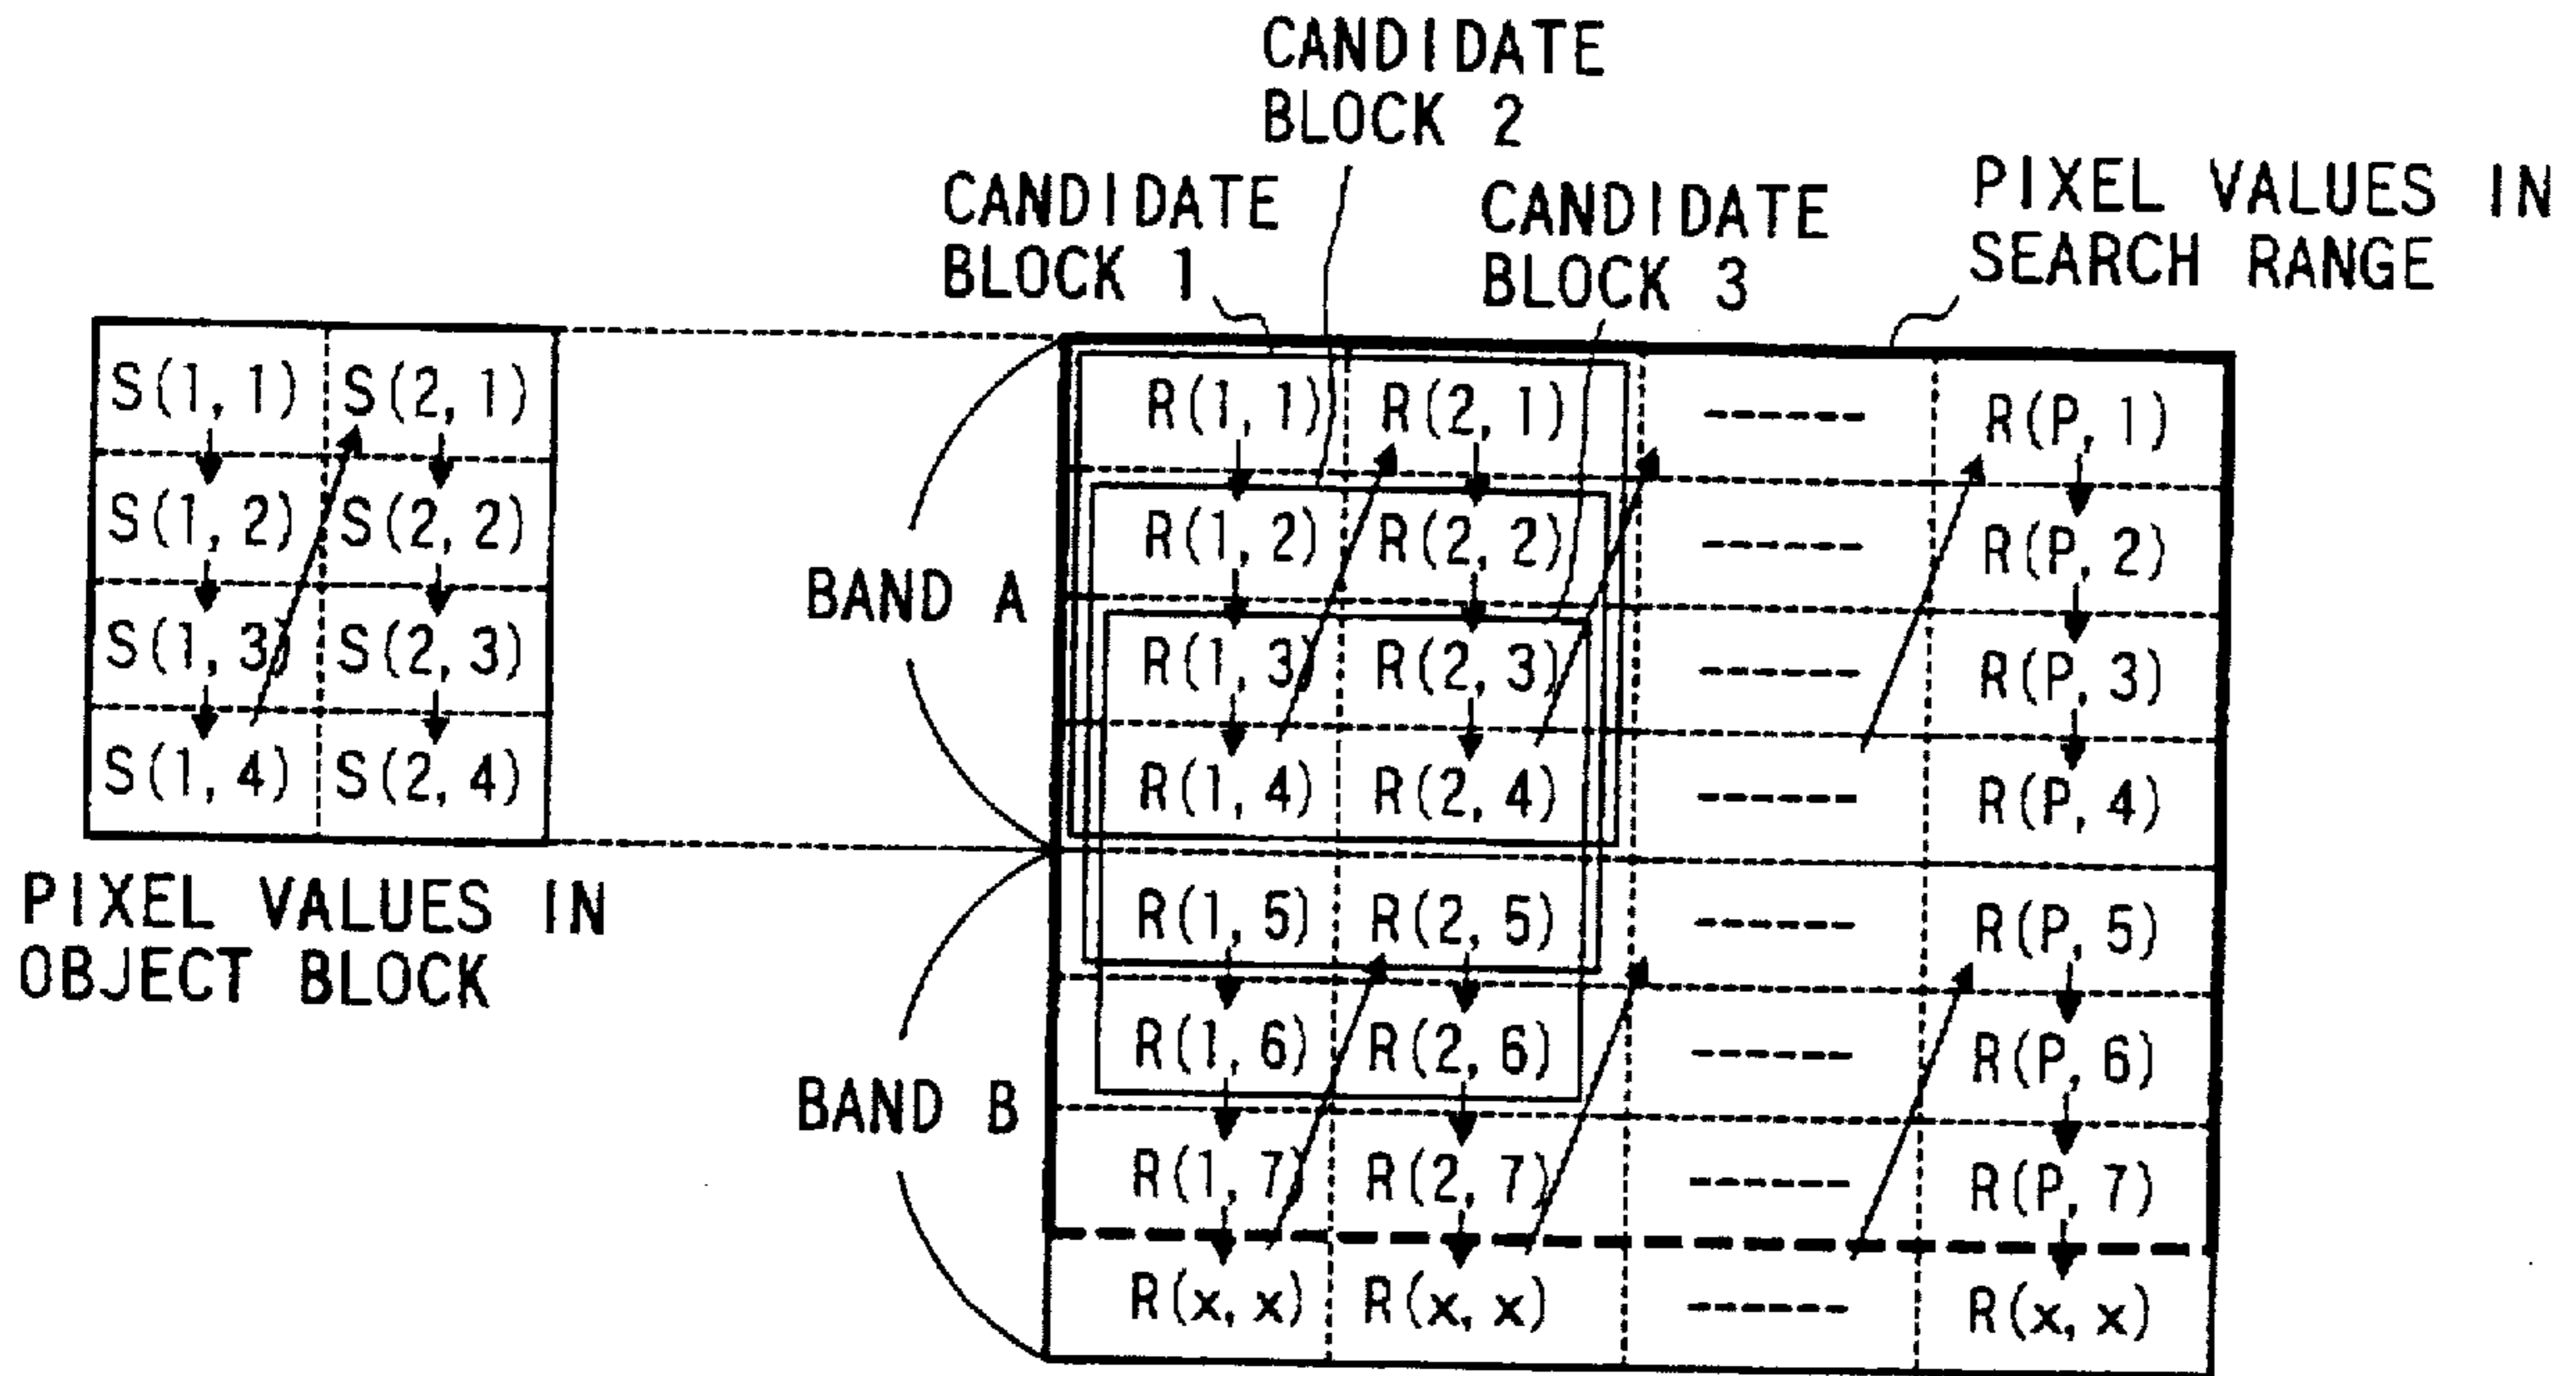 CANDIDATE
BLOCK 2
CANDIDATE
BLOCK 1
CANDIDATE
BLOCK 3
PIXEL VALUES IN
SEARCH RANGE
S(1, 1) S(2, 1)
S(1, 2) S(2, 2)
S(1, 3) S(2, 3)
S(1, 4) S(2, 4)
PIXEL VALUES IN
OBJECT BLOCK
BAND A
BAND B
R(1, 1) R(2, 1) ------ R(P, 1)
R(1, 2) R(2, 2) ------ R(P, 2)
R(1, 3) R(2, 3) ------ R(P, 3)
R(1, 4) R(2, 4) ------ R(P, 4)
R(1, 5) R(2, 5) ------ R(P, 5)
R(1, 6) R(2, 6) ------ R(P, 6)
R(1, 7) R(2, 7) ------ R(P, 7)
R(x, x) R(x, x) ------ R(x, x)